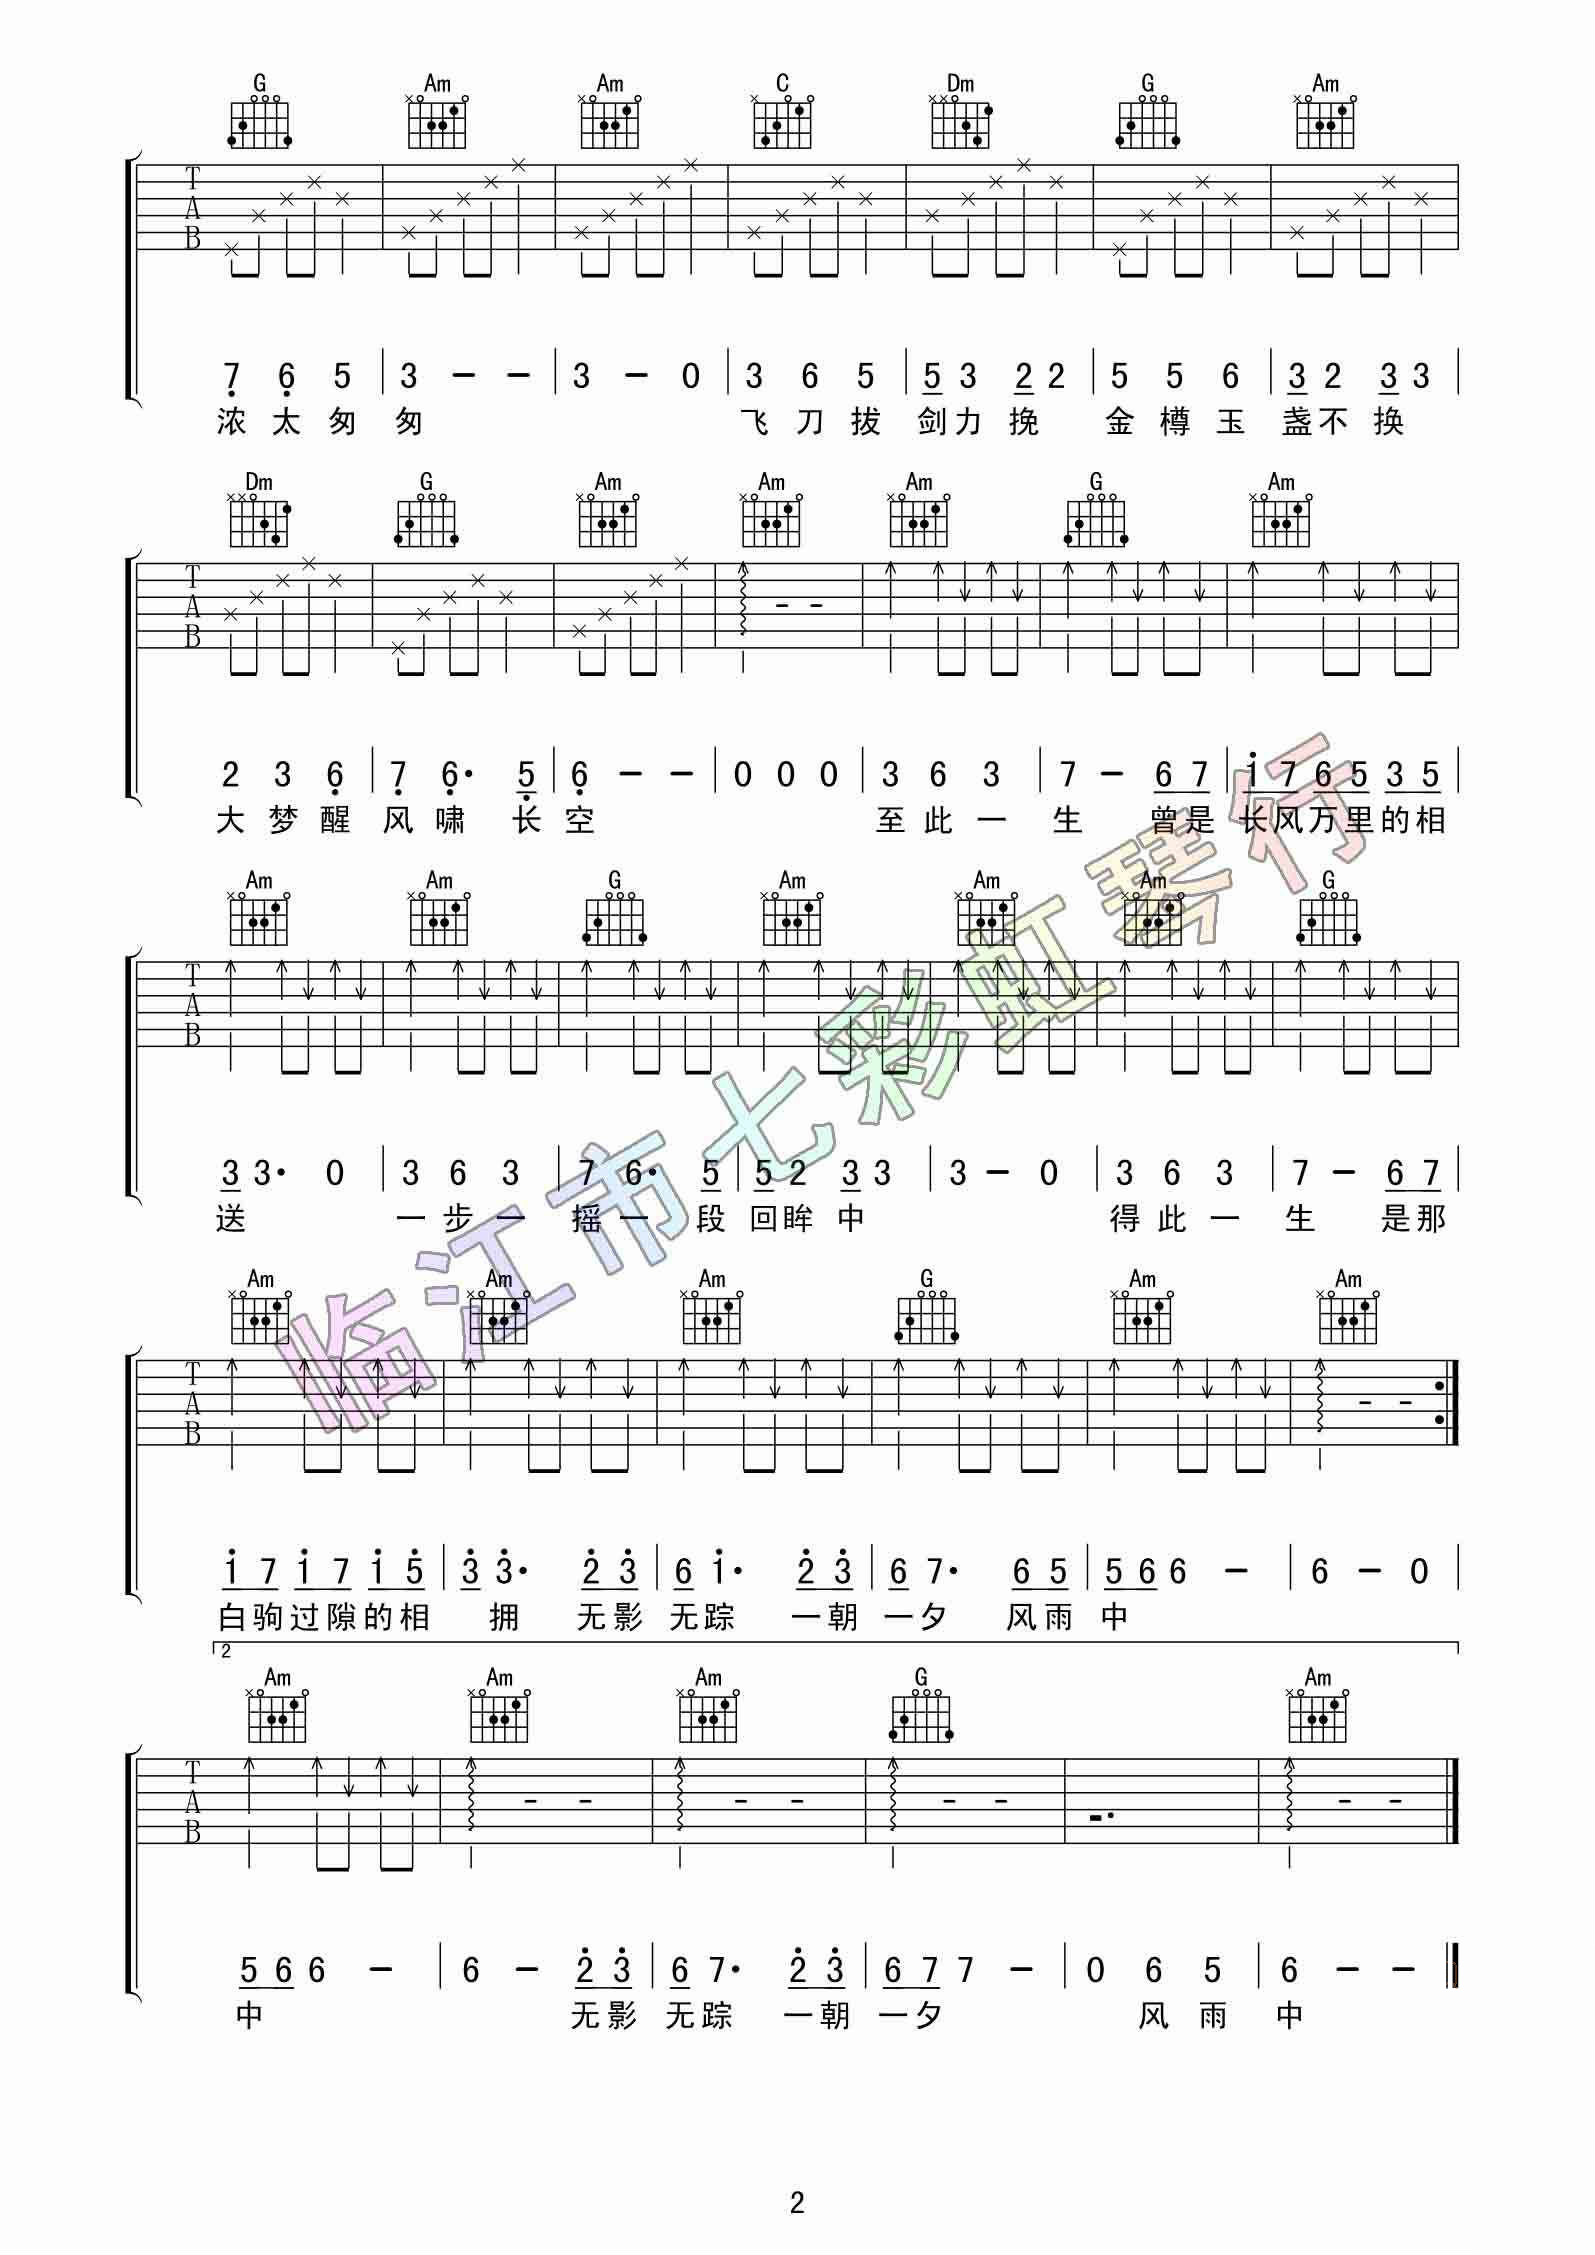 G Am Am C Dm G Am
T
A
B
7 6 5 | 3 - - | 3 - 0 | 3 6 5 | 5 3 2 2 | 5 5 6 | 3 2 3 3 |
浓 太 匆 匆 飞 刀 拔 剑 力 挽 金 樽 玉 盏 不 换
Dm G Am Am Am G Am
T
A
B
2 3 6 | 7 6· 5 | 6 - - | 0 0 0 | 3 6 3 | 7 - 6 7 | 1 7 6 5 3 5 |
大 梦 醒 风 啸 长 空 至 此 一 生 曾 是 长 风 万 里 的 相
Am Am G Am Am Am G
T
A
B
3 3· 0 | 3 6 3 | 7 6· 5 | 5 2 3 3 | 3 - 0 | 3 6 3 | 7 - 6 7
送 一 步 一 摇 一 段 回 眸 中 得 此 一 生 是 那
Am Am Am G Am Am
T
A
B
1 7 1 7 1 5 | 3 3· 2 3 | 6 1· 2 3 | 6 7· 6 5 | 5 6 6 - | 6 - 0 |
白 驹 过 隙 的 相 拥 无 影 无 踪 一 朝 一 夕 风 雨 中
2
Am Am Am G Am
T
A
B
5 6 6 - | 6 - 2 3 | 6 7· 2 3 | 6 7 7 - | 0 6 5 | 6 - - |
中 无 影 无 踪 一 朝 一 夕 风 雨 中
临江市七彩虹琴行
2